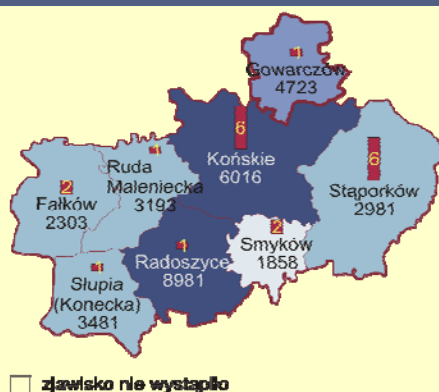 1
Gowarczów
4723
6
Końskie
6016
6
Stąporków
2981
1
Ruda
Maleniecka
3193
2
Fałków
2303
2
Smyków
1858
1
Radoszyce
8981
1
Słupia
(Konecka)
3481
zjawisko nie wystąpiło